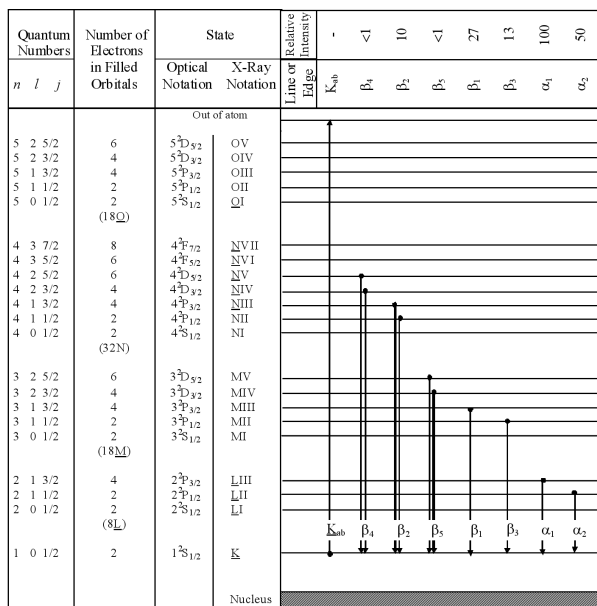 Quantum Numbers Number of Electrons in Filled Orbitals State Line or Edge Relative Intensity - <1 10 <1 27 13 100 50
n l j Optical Notation X-Ray Notation K_ab β₄ β₂ β₅ β₁ β₃ α₁ α₂
Out of atom
5 2 5/2 6 5²D₅/₂ OV
5 2 3/2 4 5²D₃/₂ OIV
5 1 3/2 4 5²P₃/₂ OIII
5 1 1/2 2 5²P₁/₂ OII
5 0 1/2 2 5²S₁/₂ OI
(18O)
4 3 7/2 8 4²F₇/₂ NVII
4 3 5/2 6 4²F₅/₂ NVI
4 2 5/2 6 4²D₅/₂ NV
4 2 3/2 4 4²D₃/₂ NIV
4 1 3/2 4 4²P₃/₂ NIII
4 1 1/2 2 4²P₁/₂ NII
4 0 1/2 2 4²S₁/₂ NI
(32N)
3 2 5/2 6 3²D₅/₂ MV
3 2 3/2 4 3²D₃/₂ MIV
3 1 3/2 4 3²P₃/₂ MIII
3 1 1/2 2 3²P₁/₂ MII
3 0 1/2 2 3²S₁/₂ MI
(18M)
2 1 3/2 4 2²P₃/₂ LIII
2 1 1/2 2 2²P₁/₂ LII
2 0 1/2 2 2²S₁/₂ LI
(8L) K_ab β₄ β₂ β₅ β₁ β₃ α₁ α₂
1 0 1/2 2 1²S₁/₂ K
Nucleus